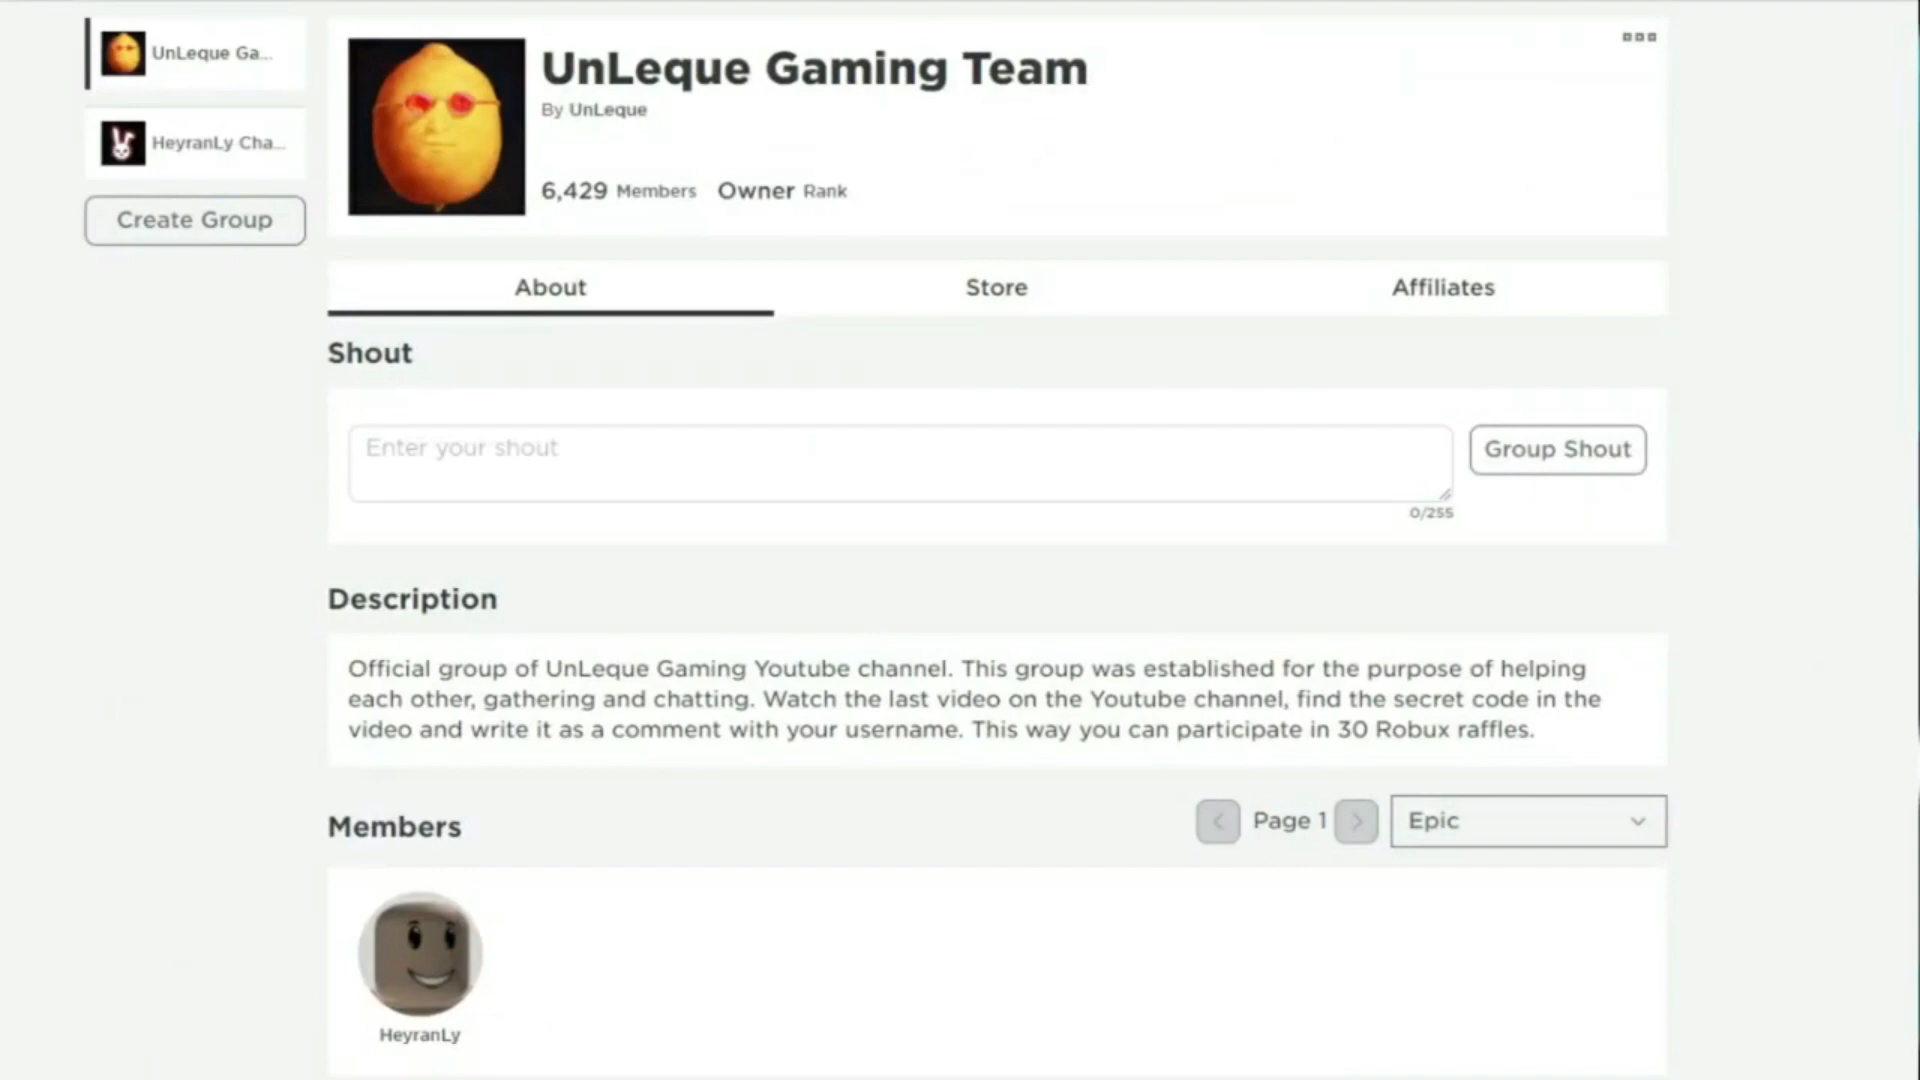 UnLeque Ga...
HeyranLy Cha...
Create Group
UnLeque Gaming Team
By UnLeque
6,429 Members Owner Rank
About Store Affiliates
Shout
Enter your shout
Group Shout
0/255
Description
Official group of UnLeque Gaming Youtube channel. This group was established for the purpose of helping
each other, gathering and chatting. Watch the last video on the Youtube channel, find the secret code in the
video and write it as a comment with your username. This way you can participate in 30 Robux raffles.
Members
Page 1
Epic
HeyranLy